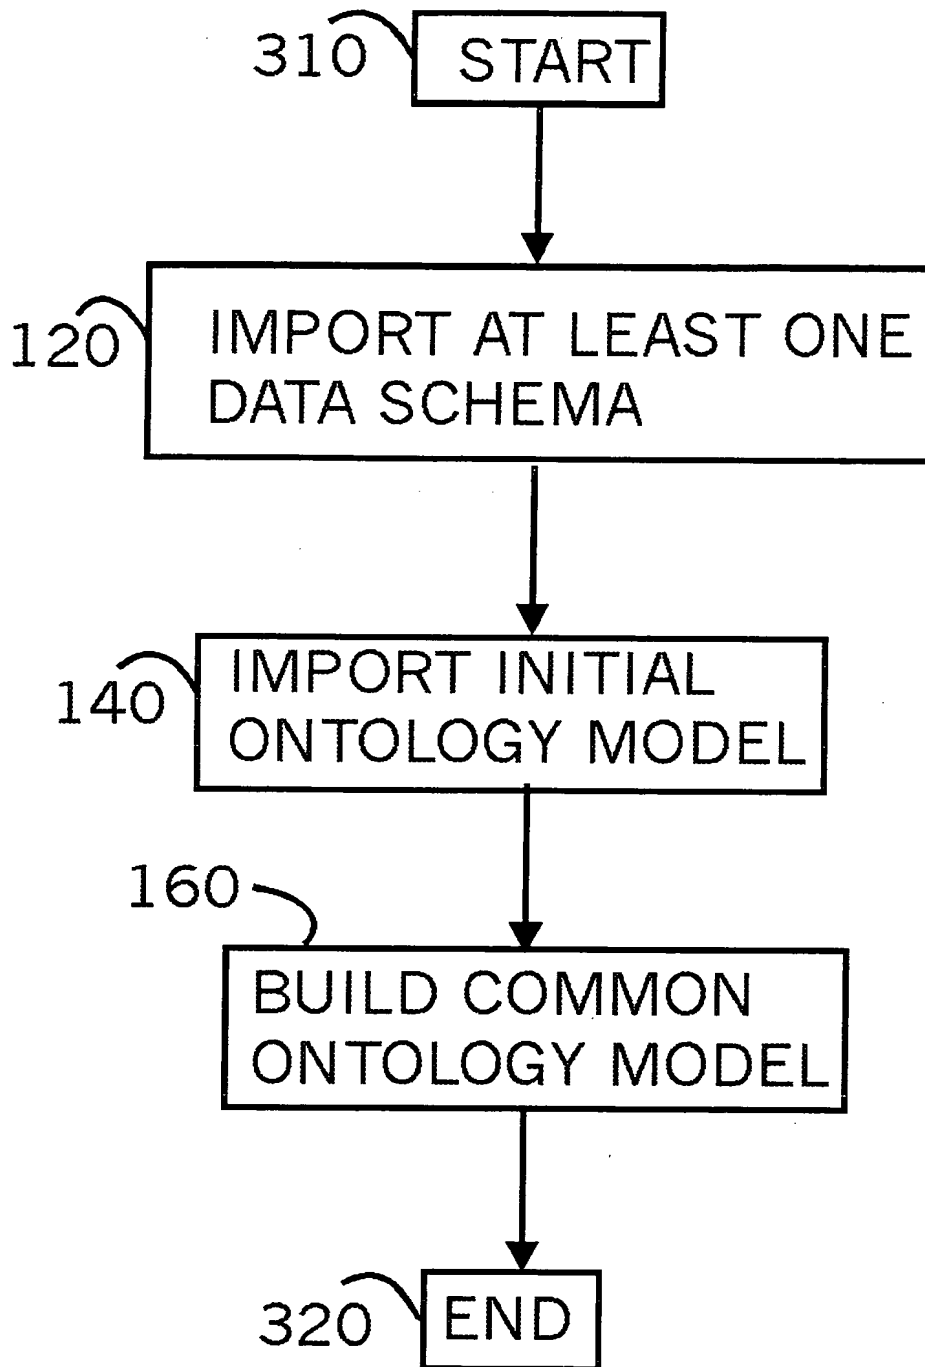 310
START
120
IMPORT AT LEAST ONE
DATA SCHEMA
140
IMPORT INITIAL
ONTOLOGY MODEL
160
BUILD COMMON
ONTOLOGY MODEL
320
END